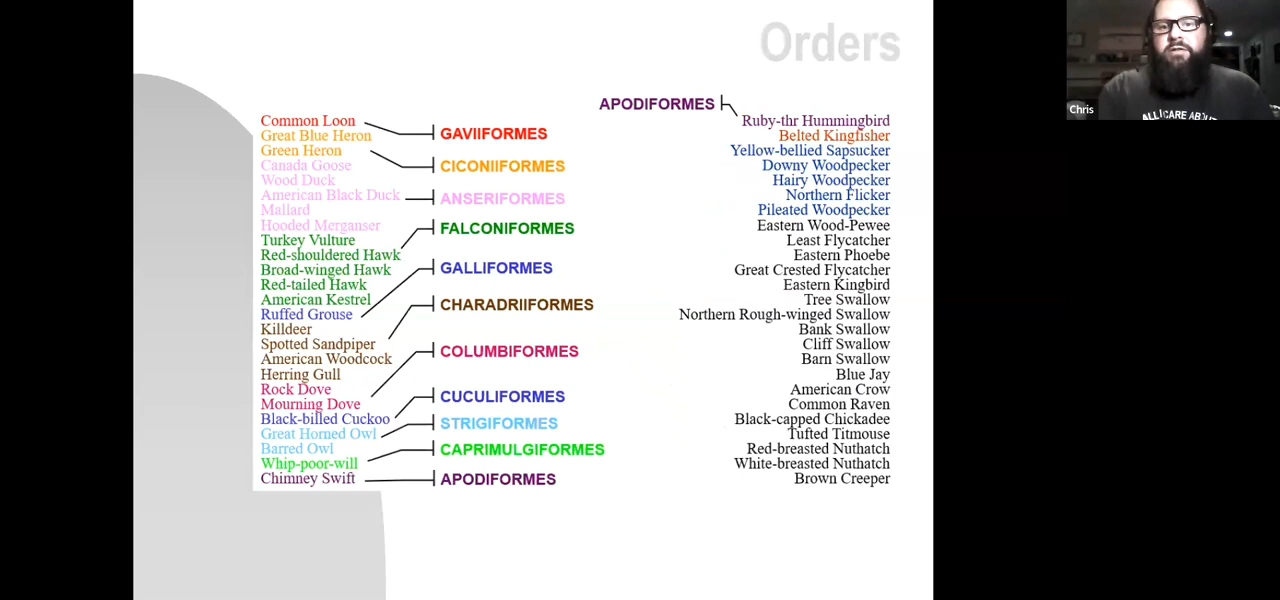 Orders
Common Loon
Great Blue Heron
Green Heron
Canada Goose
Wood Duck
American Black Duck
Mallard
Hooded Merganser
Turkey Vulture
Red-shouldered Hawk
Broad-winged Hawk
Red-tailed Hawk
American Kestrel
Ruffed Grouse
Killdeer
Spotted Sandpiper
American Woodcock
Herring Gull
Rock Dove
Mourning Dove
Black-billed Cuckoo
Great Horned Owl
Barred Owl
Whip-poor-will
Chimney Swift
GAVIIFORMES
CICONIIFORMES
ANSERIFORMES
FALCONIFORMES
GALLIFORMES
CHARADRIIFORMES
COLUMBIFORMES
CUCULIFORMES
STRIGIFORMES
CAPRIMULGIFORMES
APODIFORMES
APODIFORMES
Ruby-thr Hummingbird
Belted Kingfisher
Yellow-bellied Sapsucker
Downy Woodpecker
Hairy Woodpecker
Northern Flicker
Pileated Woodpecker
Eastern Wood-Pewee
Least Flycatcher
Eastern Phoebe
Great Crested Flycatcher
Eastern Kingbird
Tree Swallow
Northern Rough-winged Swallow
Bank Swallow
Cliff Swallow
Barn Swallow
Blue Jay
American Crow
Common Raven
Black-capped Chickadee
Tufted Titmouse
Red-breasted Nuthatch
White-breasted Nuthatch
Brown Creeper
Chris
ALL I CARE ABOUT